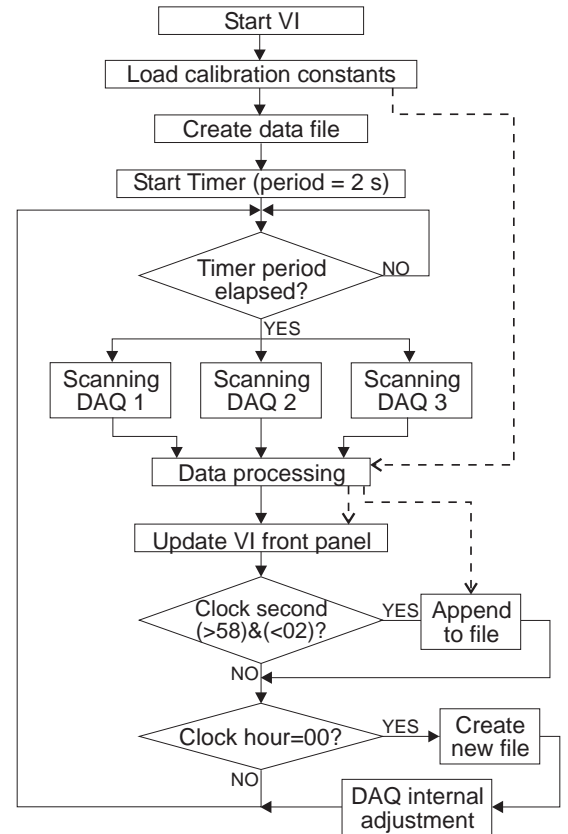 Start VI
Load calibration constants
Create data file
Start Timer (period = 2 s)
Timer period
elapsed?
NO
YES
Scanning
DAQ 1
Scanning
DAQ 2
Scanning
DAQ 3
Data processing
Update VI front panel
Clock second
(>58)&(<02)?
YES
Append
to file
NO
Clock hour=00?
YES
Create
new file
NO
DAQ internal
adjustment